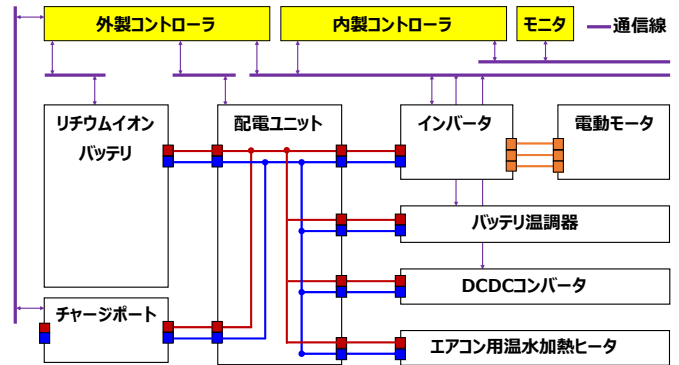 外製コントローラ
内製コントローラ
モニタ
通信線
リチウムイオン
バッテリ
配電ユニット
インバータ
電動モータ
バッテリ温調器
DCDCコンバータ
チャージポート
エアコン用温水加熱ヒータ